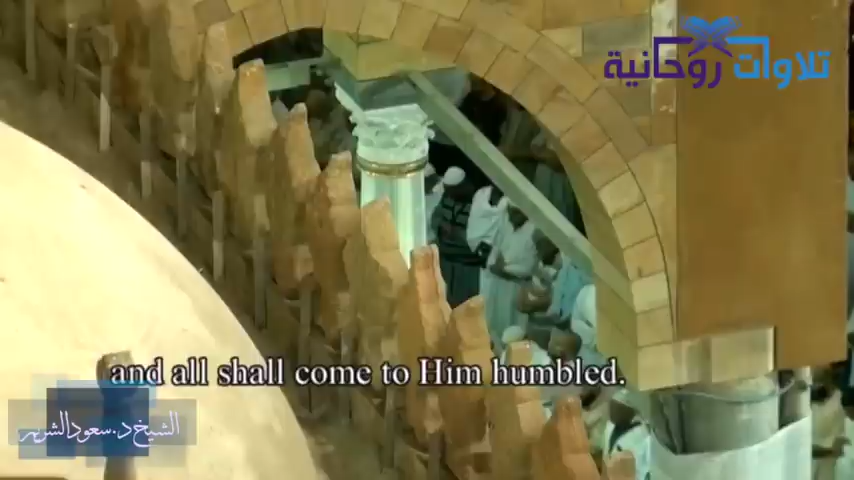 تلاوات روحانية
and all shall come to Him humbled.
الشيخ د. سعود الشريم